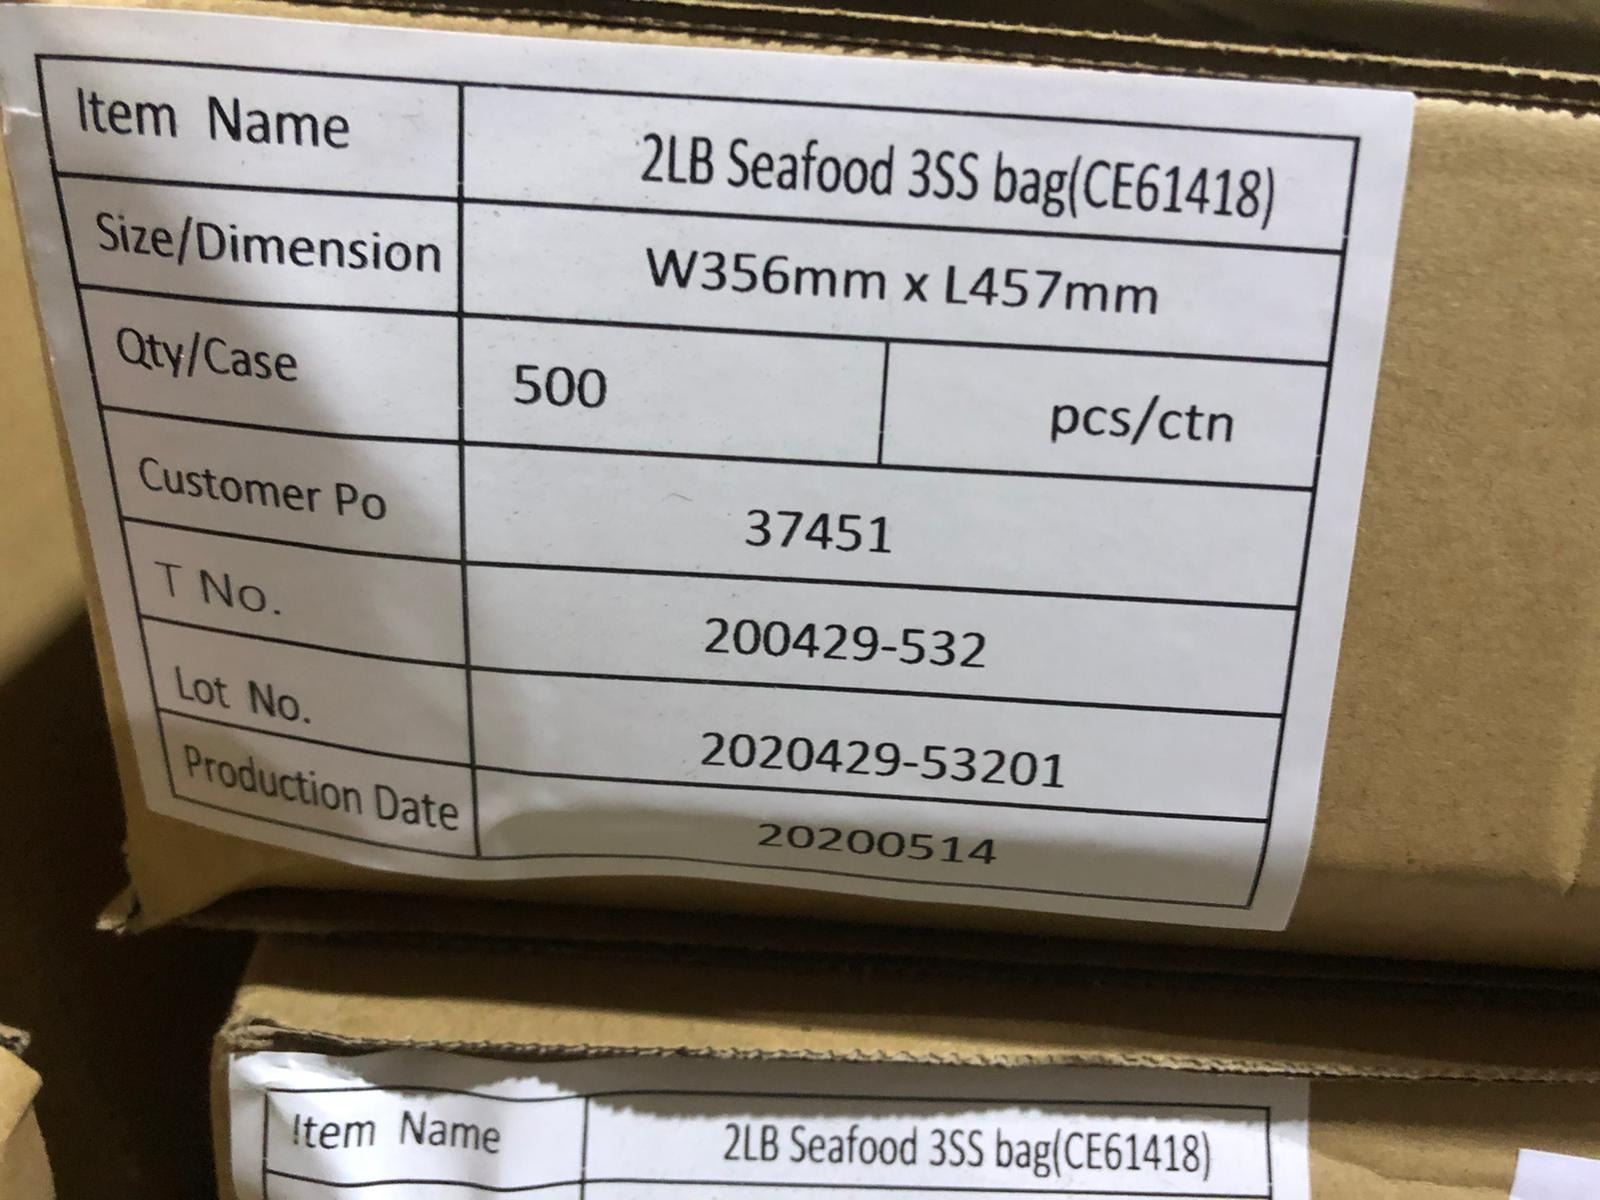 Item Name 2LB Seafood 3SS bag(CE61418)
Size/Dimension W356mm x L457mm
Qty/Case 500 pcs/ctn
Customer Po 37451
T No. 200429-532
Lot No. 2020429-53201
Production Date 20200514
Item Name 2LB Seafood 3SS bag(CE61418)